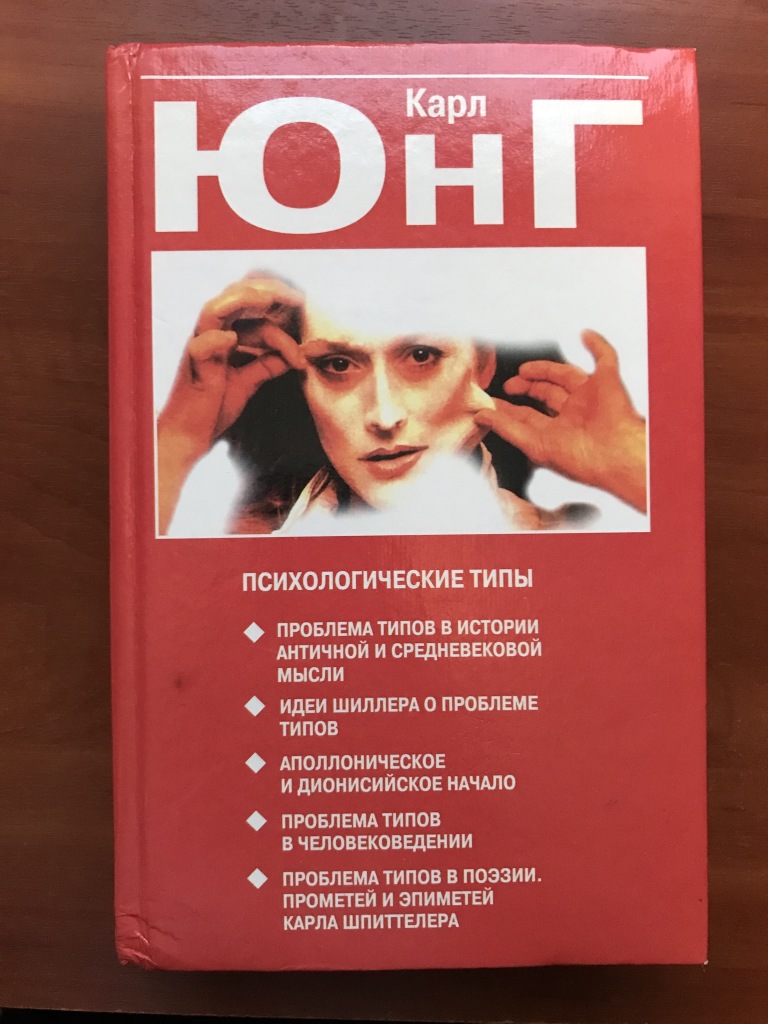 Карл
Юнг
ПСИХОЛОГИЧЕСКИЕ ТИПЫ
ПРОБЛЕМА ТИПОВ В ИСТОРИИ
АНТИЧНОЙ И СРЕДНЕВЕКОВОЙ
МЫСЛИ
ИДЕИ ШИЛЛЕРА О ПРОБЛЕМЕ
ТИПОВ
АПОЛЛОНИЧЕСКОЕ
И ДИОНИСИЙСКОЕ НАЧАЛО
ПРОБЛЕМА ТИПОВ
В ЧЕЛОВЕКОВЕДЕНИИ
ПРОБЛЕМА ТИПОВ В ПОЭЗИИ.
ПРОМЕТЕЙ И ЭПИМЕТЕЙ
КАРЛА ШПИТТЕЛЕРА